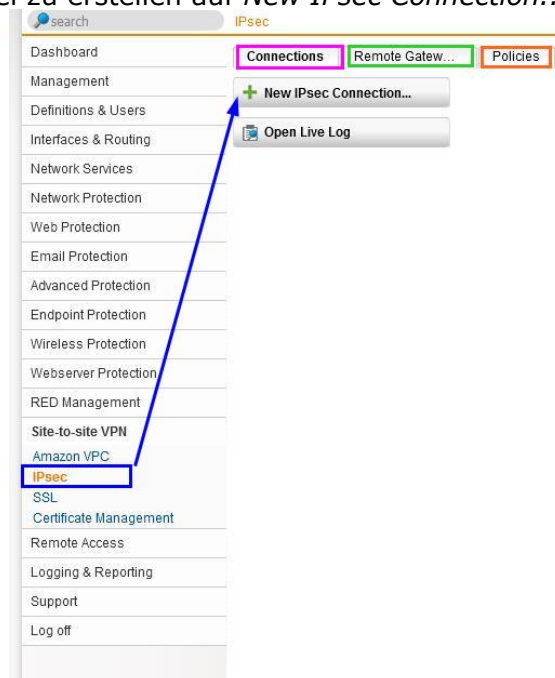 zu erstellen auf New IPsec Connection..
search
IPsec
Dashboard
Management
Definitions & Users
Interfaces & Routing
Network Services
Network Protection
Web Protection
Email Protection
Advanced Protection
Endpoint Protection
Wireless Protection
Webserver Protection
RED Management
Site-to-site VPN
Amazon VPC
IPsec
SSL
Certificate Management
Remote Access
Logging & Reporting
Support
Log off
Connections
Remote Gatew...
Policies
New IPsec Connection...
Open Live Log